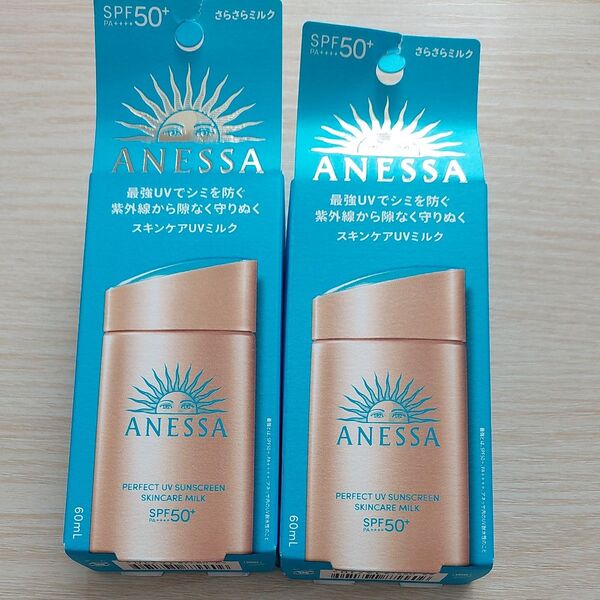 SPF50+
PA++++
さらさらミルク
ANESSA
最強UVでシミを防ぐ
紫外線から隙なく守りぬく
スキンケアUVミルク
ANESSA
PERFECT UV SUNSCREEN
SKINCARE MILK
SPF50+
PA++++
60mL
SPF50+
PA++++
さらさらミルク
ANESSA
最強UVでシミを防ぐ
紫外線から隙なく守りぬく
スキンケアUVミルク
ANESSA
PERFECT UV SUNSCREEN
SKINCARE MILK
SPF50+
PA++++
60mL